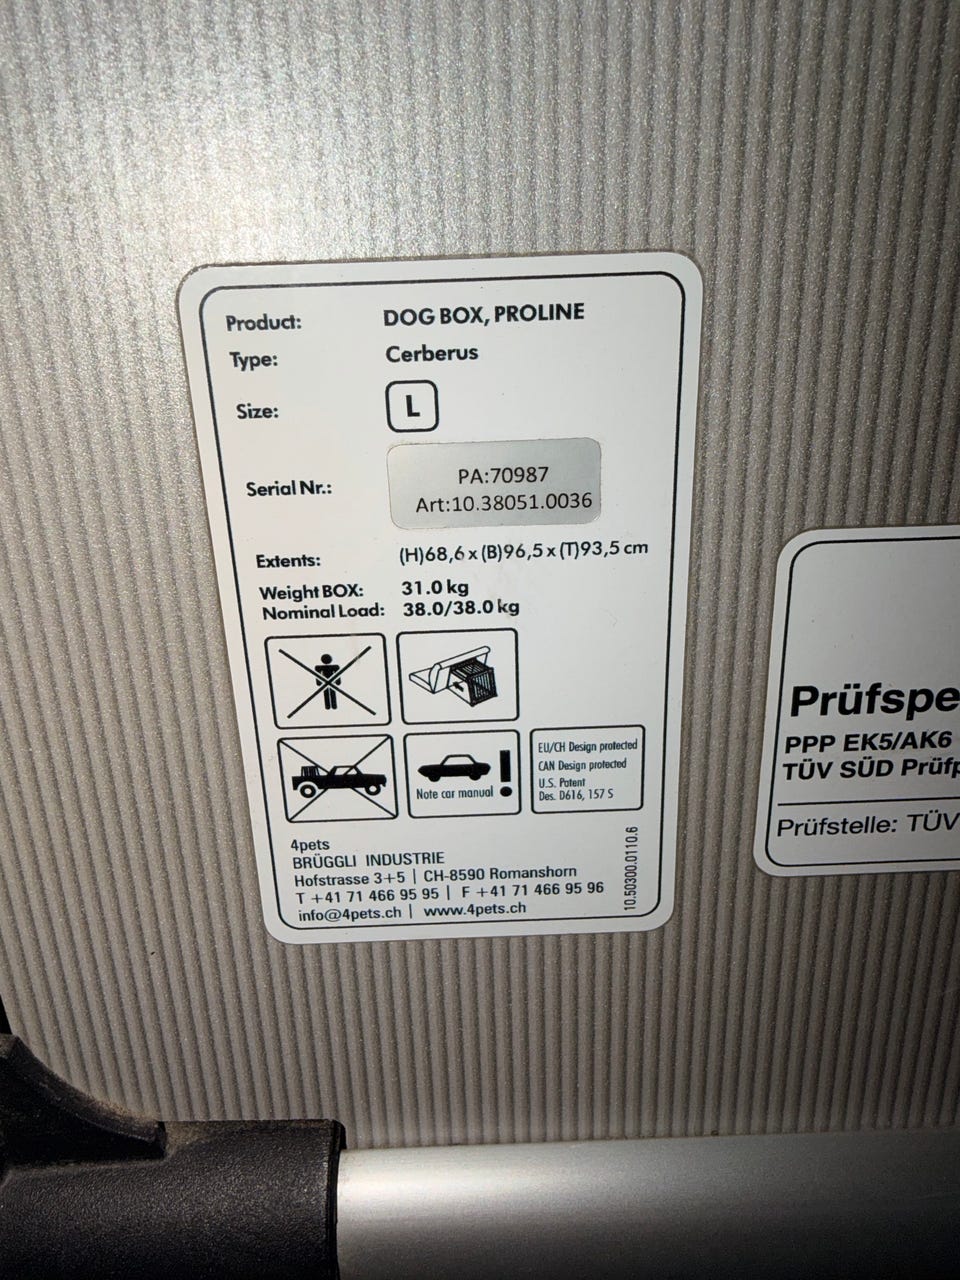 Product: DOG BOX, PROLINE
Type: Cerberus
Size: L
Serial Nr.: PA:70987
Art:10.38051.0036
Extents: (H)68,6 x (B)96,5 x (T)93,5 cm
Weight BOX: 31.0 kg
Nominal Load: 38.0/38.0 kg
Note car manual !
EU/CH Design protected
CAN Design protected
U.S. Patent
Des. D616, 157 S
4pets
BRÜGGLI INDUSTRIE
Hofstrasse 3+5 | CH-8590 Romanshorn
T +41 71 466 95 95 | F +41 71 466 95 96
info@4pets.ch | www.4pets.ch
10.50300.0110.6
Prüfspe
PPP EK5/AK6
TÜV SÜD Prüfp
Prüfstelle: TÜV